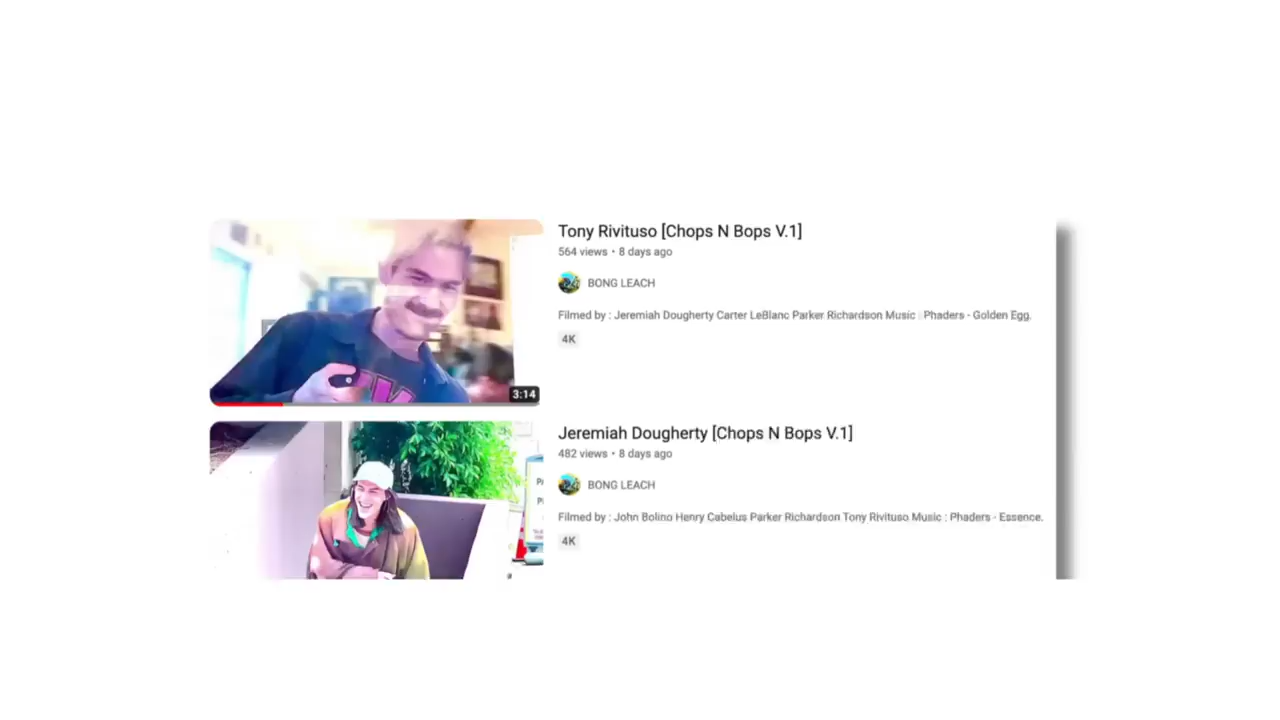 Tony Rivituso [Chops N Bops V.1]
564 views • 8 days ago
BONG LEACH
Filmed by : Jeremiah Dougherty Carter LeBlanc Parker Richardson Music : Phaders - Golden Egg.
4K
3:14
Jeremiah Dougherty [Chops N Bops V.1]
482 views • 8 days ago
BONG LEACH
Filmed by : John Bolino Henry Cabelus Parker Richardson Tony Rivituso Music : Phaders - Essence.
4K